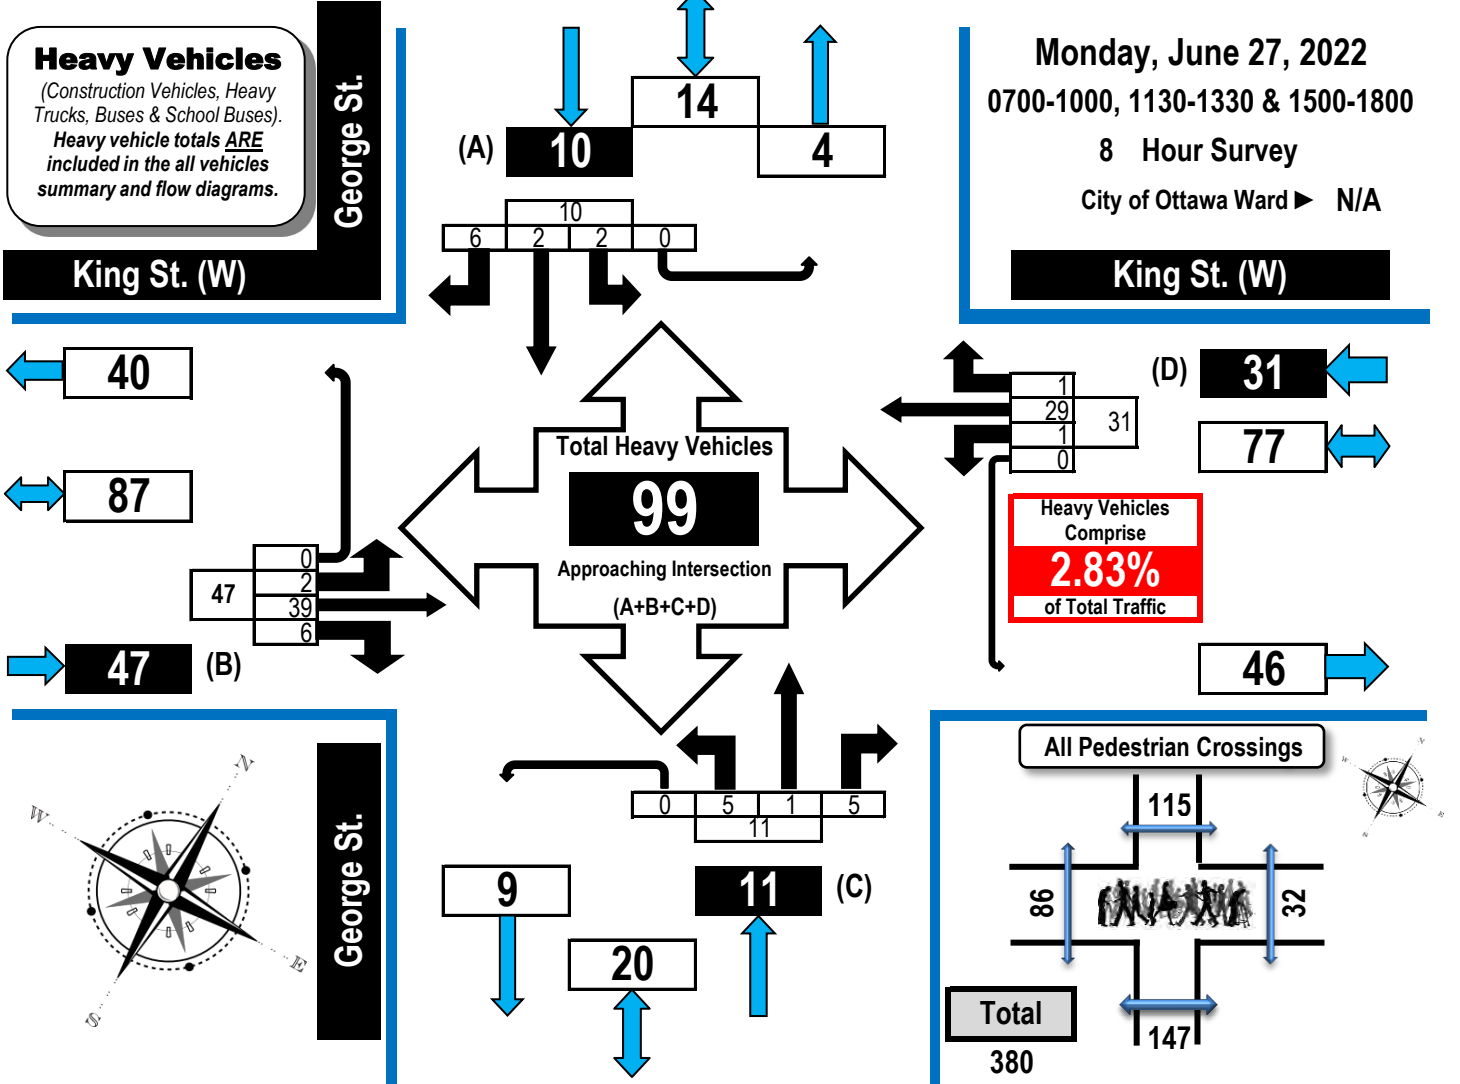 Heavy Vehicles
(Construction Vehicles, Heavy
Trucks, Buses & School Buses).
Heavy vehicle totals ARE
included in the all vehicles
summary and flow diagrams.
George St.
King St. (W)
14
(A) 10
4
10
6 2 2 0
Monday, June 27, 2022
0700-1000, 1130-1330 & 1500-1800
8 Hour Survey
City of Ottawa Ward ► N/A
King St. (W)
40
87
0
2
47
39
6
47 (B)
Total Heavy Vehicles
99
Approaching Intersection
(A+B+C+D)
(D) 31
1
29
31
1
0
77
Heavy Vehicles
Comprise
2.83%
of Total Traffic
46
George St.
N
W
E
S
0 5 1 5
11
9
11 (C)
20
All Pedestrian Crossings
N
W
E
S
115
86
32
147
Total
380